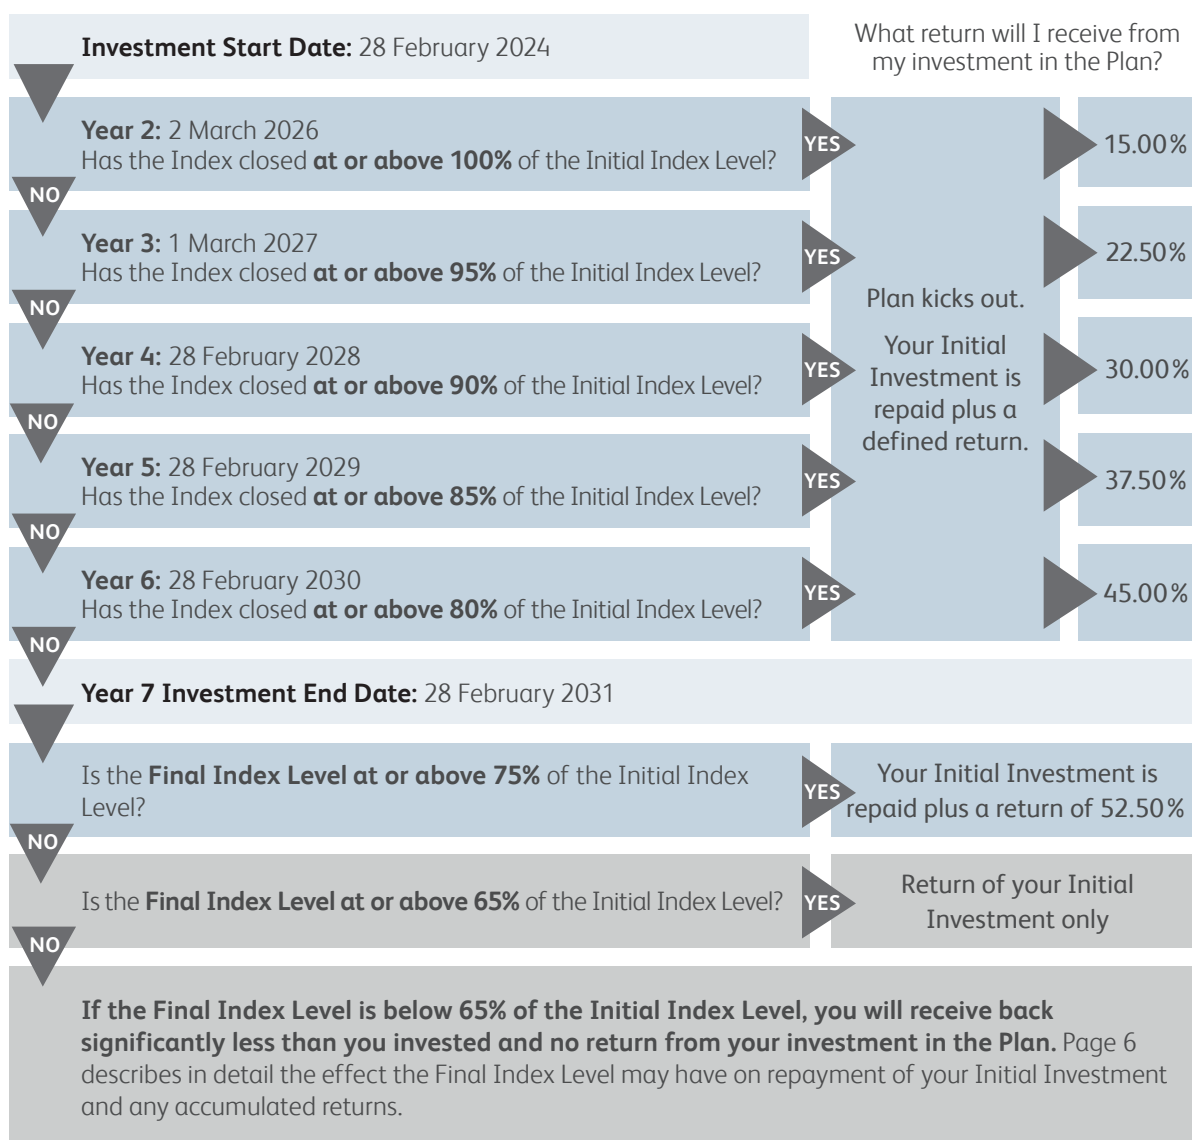 Investment Start Date: 28 February 2024
What return will I receive from
my investment in the Plan?
Year 2: 2 March 2026
Has the Index closed at or above 100% of the Initial Index Level?
YES
15.00%
NO
Year 3: 1 March 2027
Has the Index closed at or above 95% of the Initial Index Level?
YES
22.50%
NO
Plan kicks out.
Your Initial
Investment is
repaid plus a
defined return.
Year 4: 28 February 2028
Has the Index closed at or above 90% of the Initial Index Level?
YES
30.00%
NO
Year 5: 28 February 2029
Has the Index closed at or above 85% of the Initial Index Level?
YES
37.50%
NO
Year 6: 28 February 2030
Has the Index closed at or above 80% of the Initial Index Level?
YES
45.00%
NO
Year 7 Investment End Date: 28 February 2031
Is the Final Index Level at or above 75% of the Initial Index
Level?
YES
Your Initial Investment is
repaid plus a return of 52.50%
NO
Is the Final Index Level at or above 65% of the Initial Index Level?
YES
Return of your Initial
Investment only
NO
If the Final Index Level is below 65% of the Initial Index Level, you will receive back
significantly less than you invested and no return from your investment in the Plan. Page 6
describes in detail the effect the Final Index Level may have on repayment of your Initial Investment
and any accumulated returns.